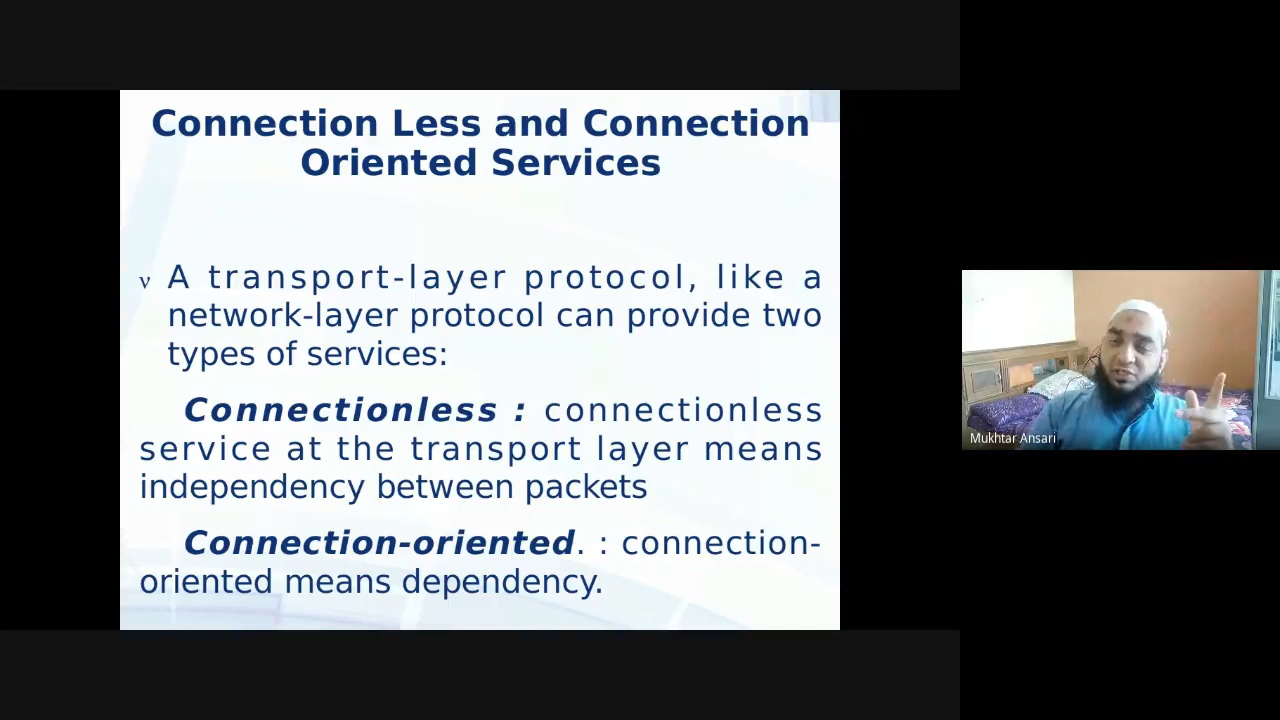 Connection Less and Connection
Oriented Services
ν A transport-layer protocol, like a
network-layer protocol can provide two
types of services:
Connectionless : connectionless
service at the transport layer means
independency between packets
Connection-oriented. : connection-
oriented means dependency.
Mukhtar Ansari